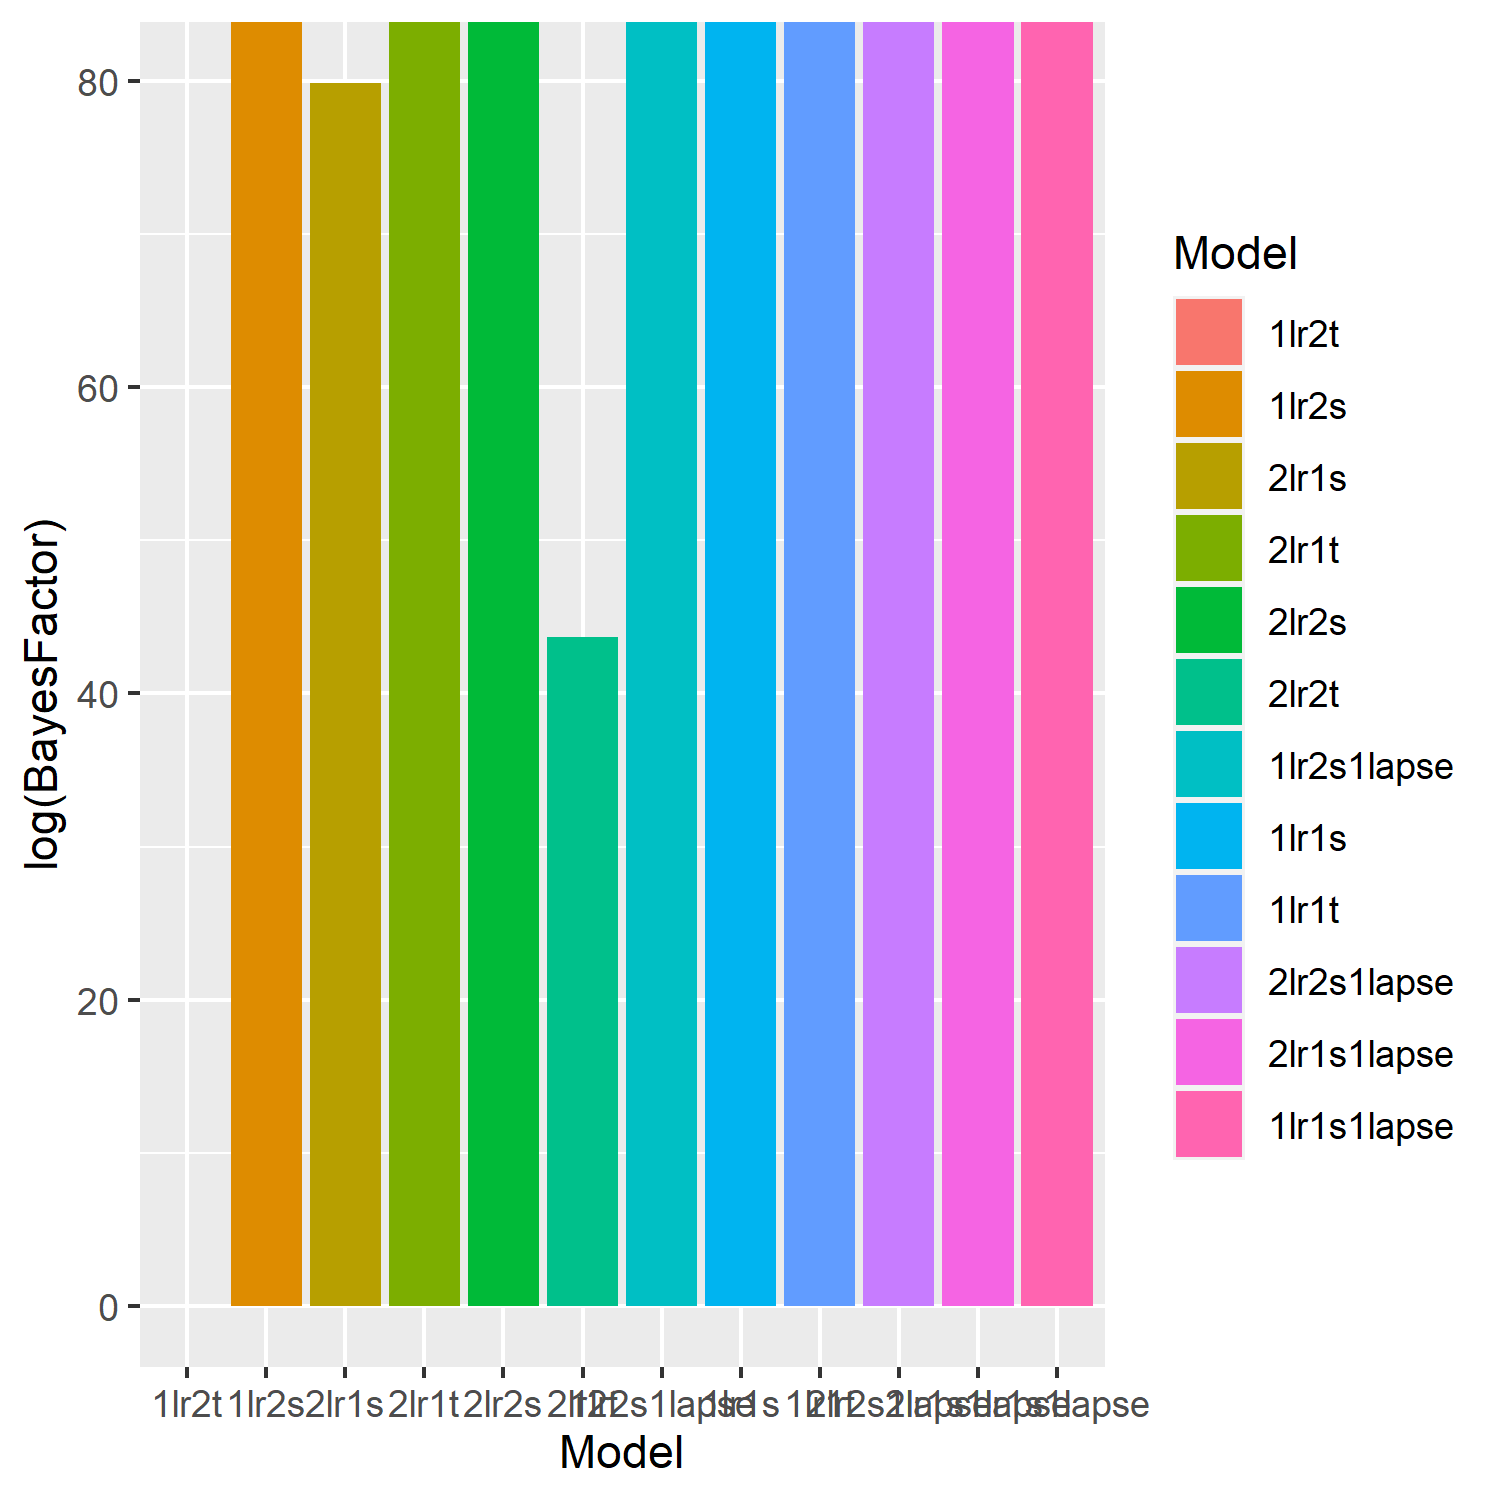 80
60
40
20
0
log(BayesFactor)
1lr2t 1lr2s 2lr1s 2lr1t 2lr2s 2lr2t 1lr2s1lapse 1lr1s 1lr1t 2lr2s1lapse 2lr1s1lapse 1lr1s1lapse
Model
Model
1lr2t
1lr2s
2lr1s
2lr1t
2lr2s
2lr2t
1lr2s1lapse
1lr1s
1lr1t
2lr2s1lapse
2lr1s1lapse
1lr1s1lapse